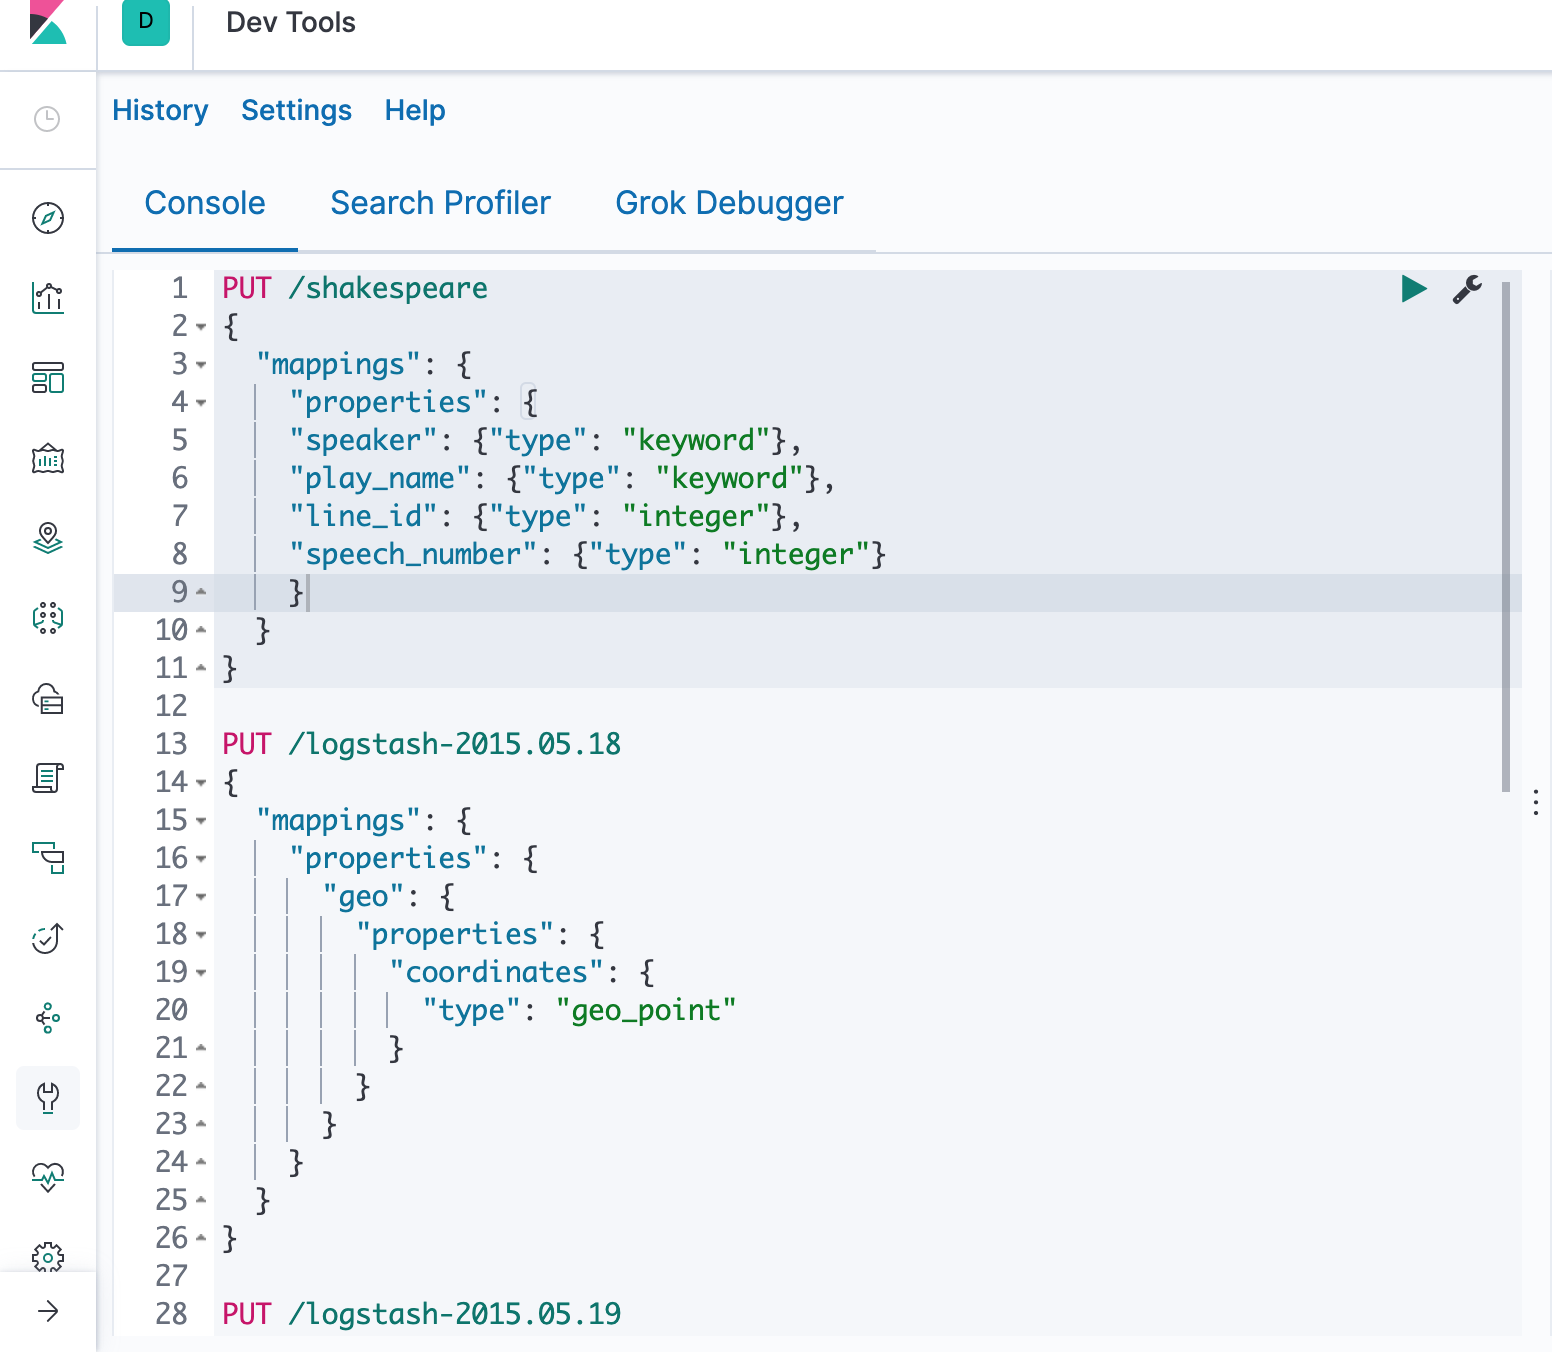 D Dev Tools
History Settings Help
Console Search Profiler Grok Debugger
1 PUT /shakespeare
2 {
3   "mappings": {
4     "properties": {
5     "speaker": {"type": "keyword"},
6     "play_name": {"type": "keyword"},
7     "line_id": {"type": "integer"},
8     "speech_number": {"type": "integer"}
9     }
10   }
11 }
12
13 PUT /logstash-2015.05.18
14 {
15   "mappings": {
16     "properties": {
17       "geo": {
18         "properties": {
19           "coordinates": {
20             "type": "geo_point"
21           }
22         }
23       }
24     }
25   }
26 }
27
28 PUT /logstash-2015.05.19